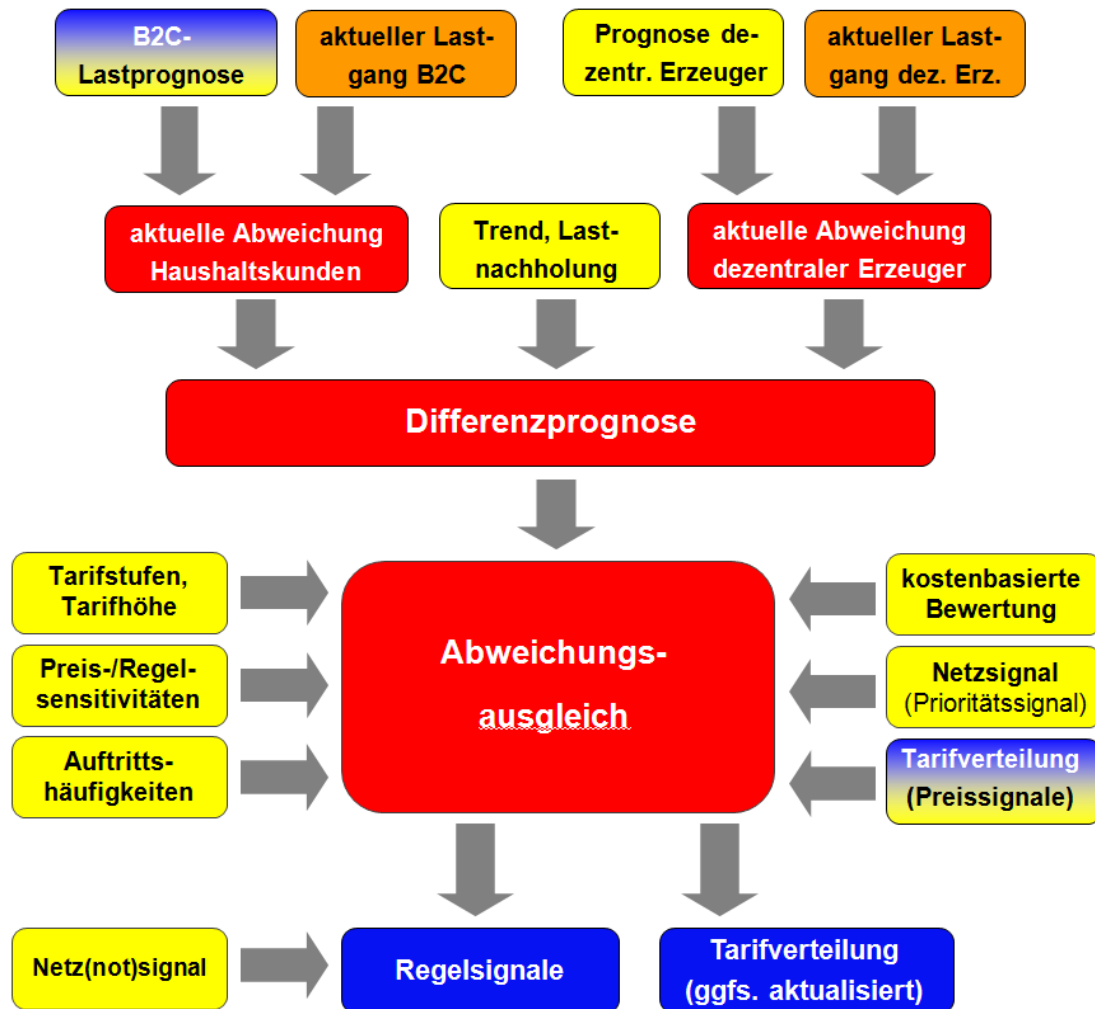 B2C-
Lastprognose
aktueller Last-
gang B2C
Prognose de-
zentr. Erzeuger
aktueller Last-
gang dez. Erz.
aktuelle Abweichung
Haushaltskunden
Trend, Last-
nachholung
aktuelle Abweichung
dezentraler Erzeuger
Differenzprognose
Tarifstufen,
Tarifhöhe
Preis-/Regel-
sensitivitäten
Auftritts-
häufigkeiten
Abweichungs-
ausgleich
kostenbasierte
Bewertung
Netzsignal
(Prioritätssignal)
Tarifverteilung
(Preissignale)
Netz(not)signal
Regelsignale
Tarifverteilung
(ggfs. aktualisiert)